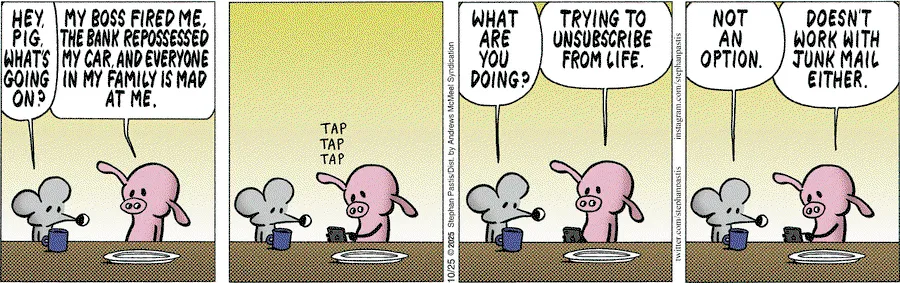 HEY,
PIG,
WHAT'S
GOING
ON?
MY BOSS FIRED ME,
THE BANK REPOSSESSED
MY CAR, AND EVERYONE
IN MY FAMILY IS MAD
AT ME.
TAP
TAP
TAP
10/25 © 2025 Stephan Pastis/Dist. by Andrews McMeel Syndication
WHAT
ARE
YOU
DOING?
TRYING TO
UNSUBSCRIBE
FROM LIFE.
twitter.com/stephanpastis instagram.com/stephanpastis
NOT
AN
OPTION.
DOESN'T
WORK WITH
JUNK MAIL
EITHER.